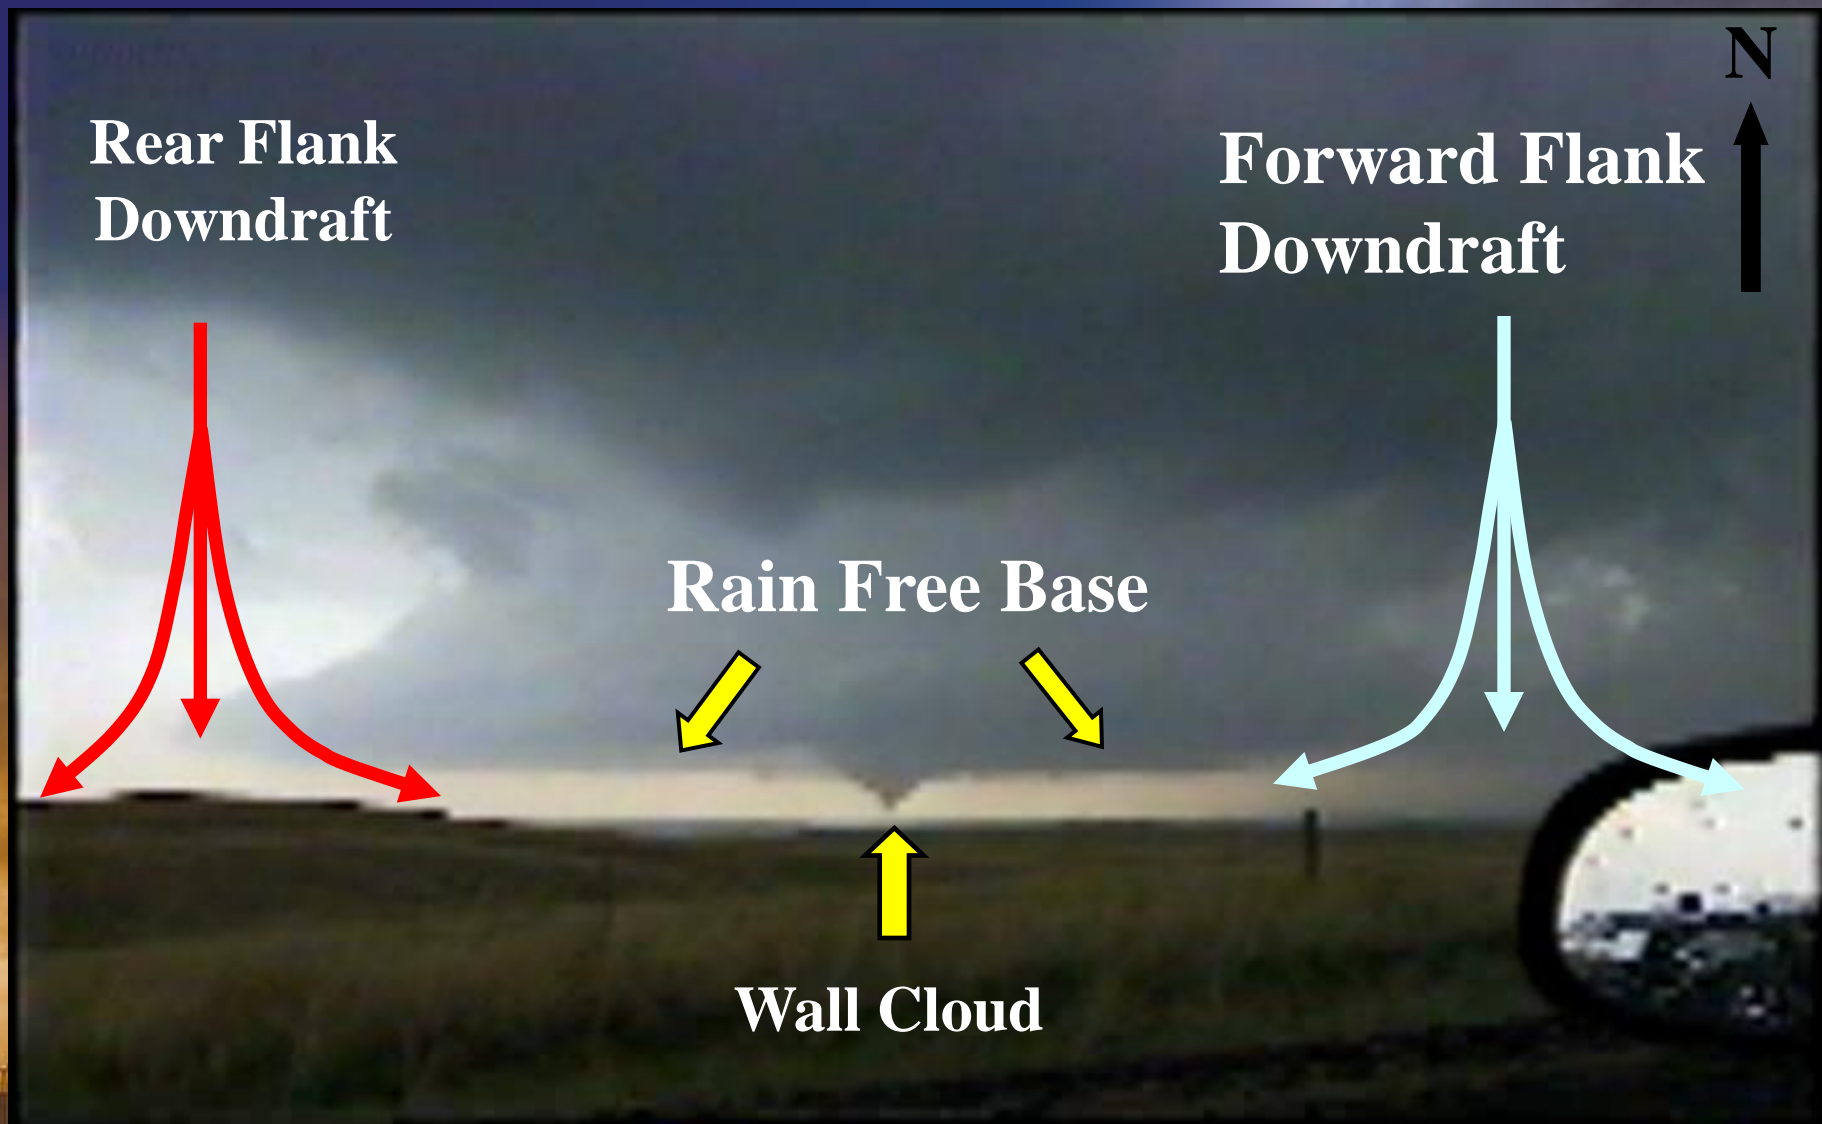 N
Rear Flank
Downdraft
Forward Flank
Downdraft
Rain Free Base
Wall Cloud